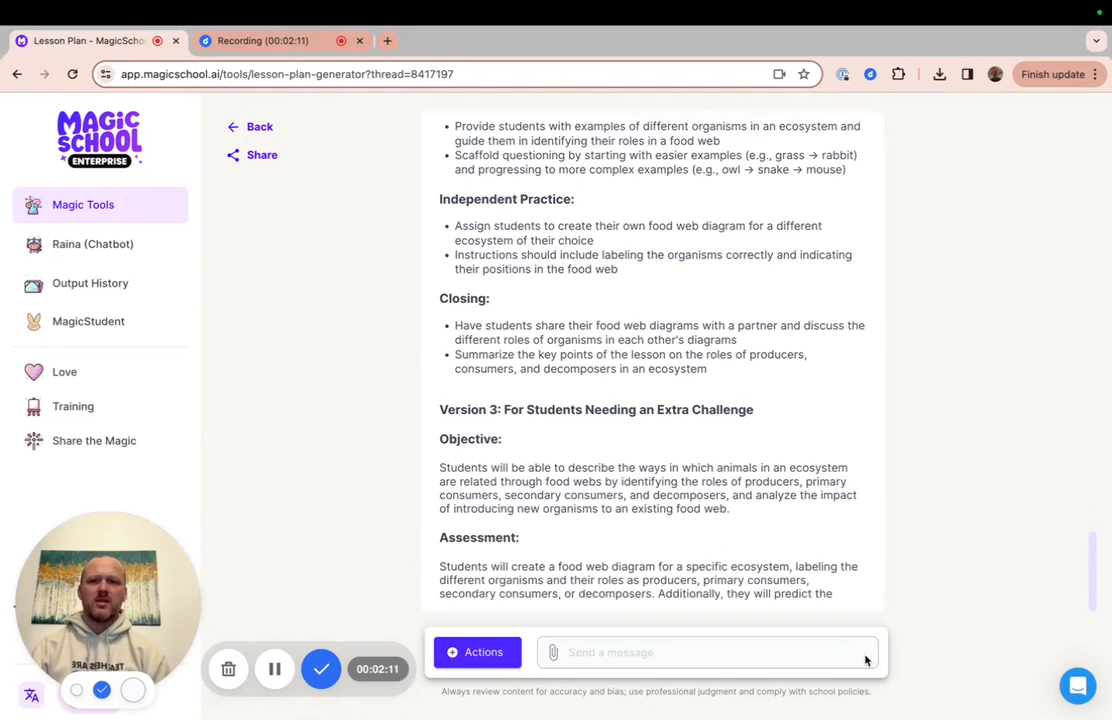 Lesson Plan - MagicScho
Recording (00:02:11)
app.magicschool.ai/tools/lesson-plan-generator?thread=8417197
Finish update
MAGIC
SCHOOL
ENTERPRISE
Magic Tools
Raina (Chatbot)
Output History
MagicStudent
Love
Training
Share the Magic
Back
Share
• Provide students with examples of different organisms in an ecosystem and
guide them in identifying their roles in a food web
• Scaffold questioning by starting with easier examples (e.g., grass → rabbit)
and progressing to more complex examples (e.g., owl → snake → mouse)
Independent Practice:
• Assign students to create their own food web diagram for a different
ecosystem of their choice
• Instructions should include labeling the organisms correctly and indicating
their positions in the food web
Closing:
• Have students share their food web diagrams with a partner and discuss the
different roles of organisms in each other's diagrams
• Summarize the key points of the lesson on the roles of producers,
consumers, and decomposers in an ecosystem
Version 3: For Students Needing an Extra Challenge
Objective:
Students will be able to describe the ways in which animals in an ecosystem
are related through food webs by identifying the roles of producers, primary
consumers, secondary consumers, and decomposers, and analyze the impact
of introducing new organisms to an existing food web.
Assessment:
Students will create a food web diagram for a specific ecosystem, labeling the
different organisms and their roles as producers, primary consumers,
secondary consumers, or decomposers. Additionally, they will predict the
00:02:11
Actions
Send a message
Always review content for accuracy and bias; use professional judgment and comply with school policies.